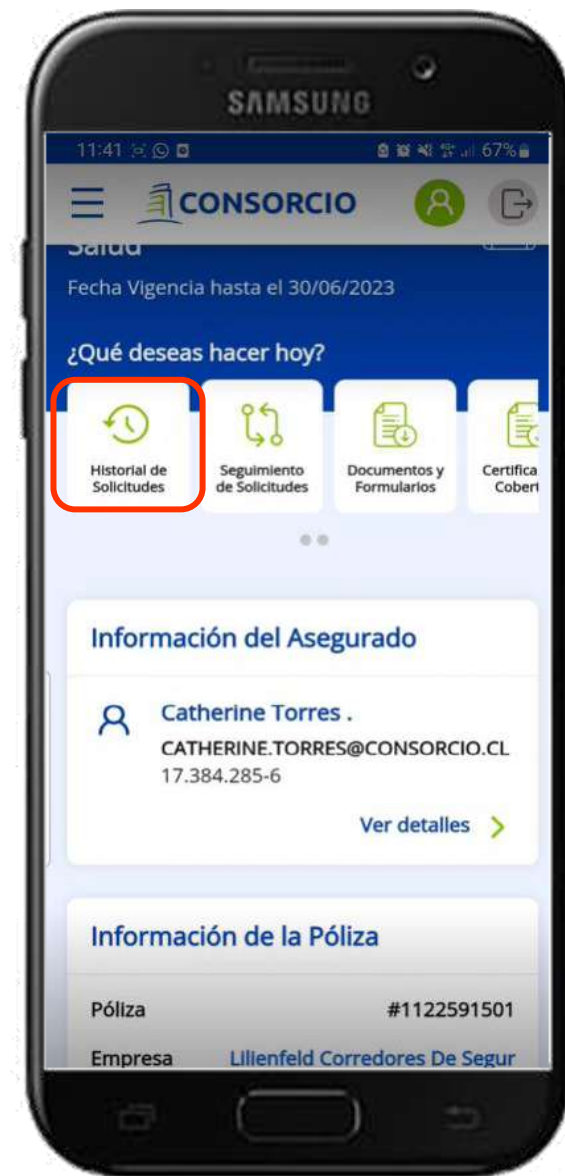 SAMSUNG
11:41 67%
CONSORCIO
Salud
Fecha Vigencia hasta el 30/06/2023
¿Qué deseas hacer hoy?
Historial de
Solicitudes
Seguimiento
de Solicitudes
Documentos y
Formularios
Certifica
Cobert
Información del Asegurado
Catherine Torres .
CATHERINE.TORRES@CONSORCIO.CL
17.384.285-6
Ver detalles
Información de la Póliza
Póliza #1122591501
Empresa Lilienfeld Corredores De Segur